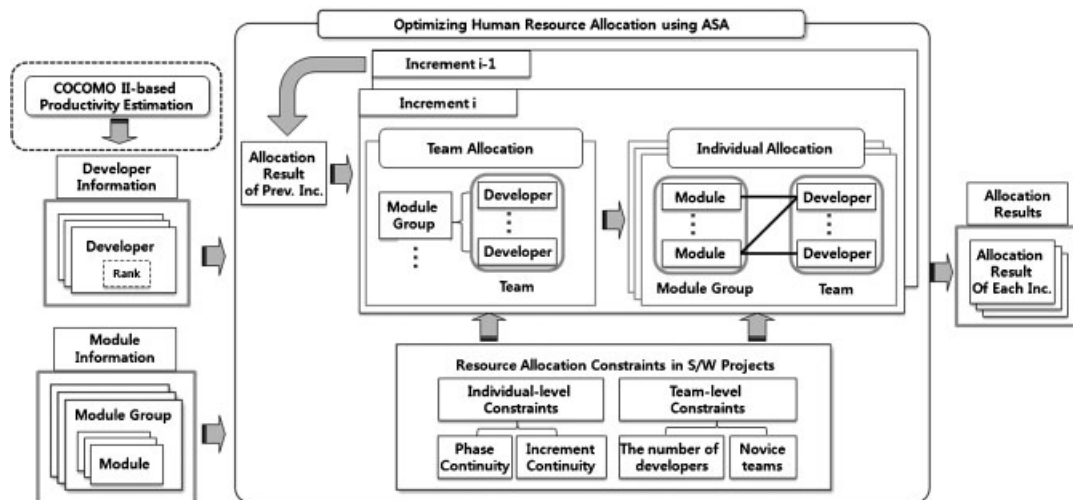 Optimizing Human Resource Allocation using ASA
COCOMO II-based
Productivity Estimation
Developer
Information
Developer
Rank
Module
Information
Module Group
Module
Increment i-1
Increment i
Allocation
Result
of Prev. Inc.
Team Allocation
Module
Group
Developer
Developer
Team
Individual Allocation
Module
Module
Module Group
Developer
Developer
Team
Resource Allocation Constraints in S/W Projects
Individual-level
Constraints
Phase
Continuity
Increment
Continuity
Team-level
Constraints
The number of
developers
Novice
teams
Allocation
Results
Allocation
Result
Of Each Inc.